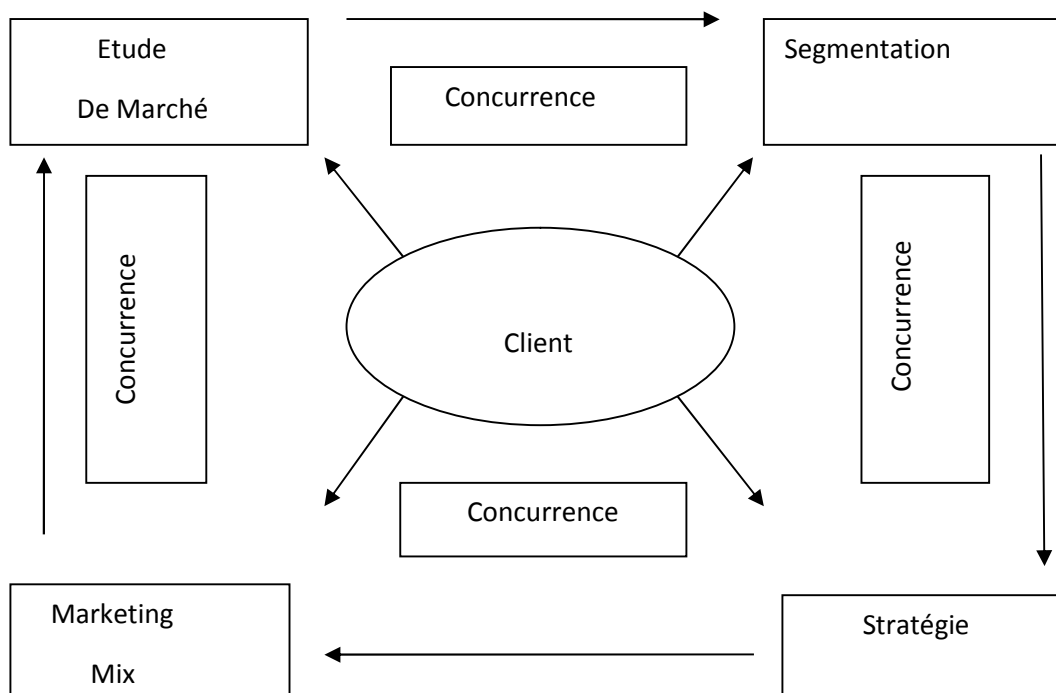 Etude
De Marché
Segmentation
Concurrence
Concurrence
Client
Concurrence
Concurrence
Marketing
Mix
Stratégie